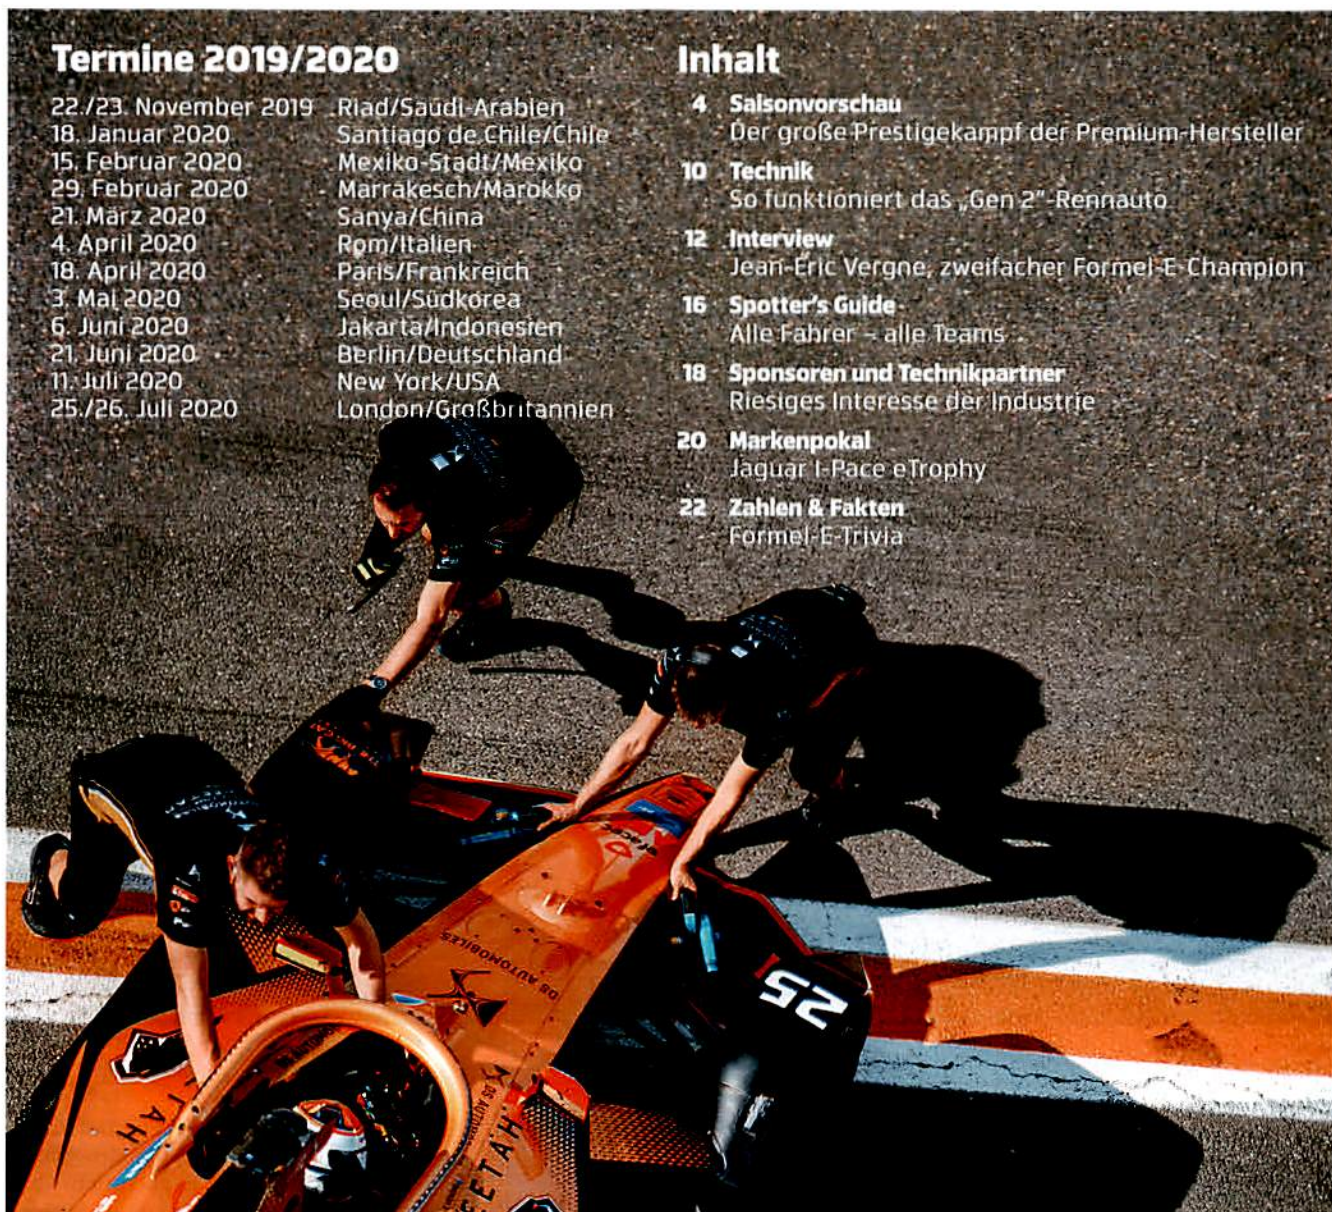 Termine 2019/2020
22./23. November 2019 Riad/Saudi-Arabien
18. Januar 2020 Santiago de Chile/Chile
15. Februar 2020 Mexiko-Stadt/Mexiko
29. Februar 2020 Marrakesch/Marokko
21. März 2020 Sanya/China
4. April 2020 Rom/Italien
18. April 2020 Paris/Frankreich
3. Mai 2020 Seoul/Südkorea
6. Juni 2020 Jakarta/Indonesien
21. Juni 2020 Berlin/Deutschland
11. Juli 2020 New York/USA
25./26. Juli 2020 London/Großbritannien
Inhalt
4 Saisonvorschau
Der große Prestigekampf der Premium-Hersteller
10 Technik
So funktioniert das „Gen 2"-Rennauto
12 Interview
Jean-Éric Vergne, zweifacher Formel-E-Champion
16 Spotter's Guide
Alle Fahrer – alle Teams
18 Sponsoren und Technikpartner
Riesiges Interesse der Industrie
20 Markenpokal
Jaguar I-Pace eTrophy
22 Zahlen & Fakten
Formel-E-Trivia
DS AUTOMOBILES
25